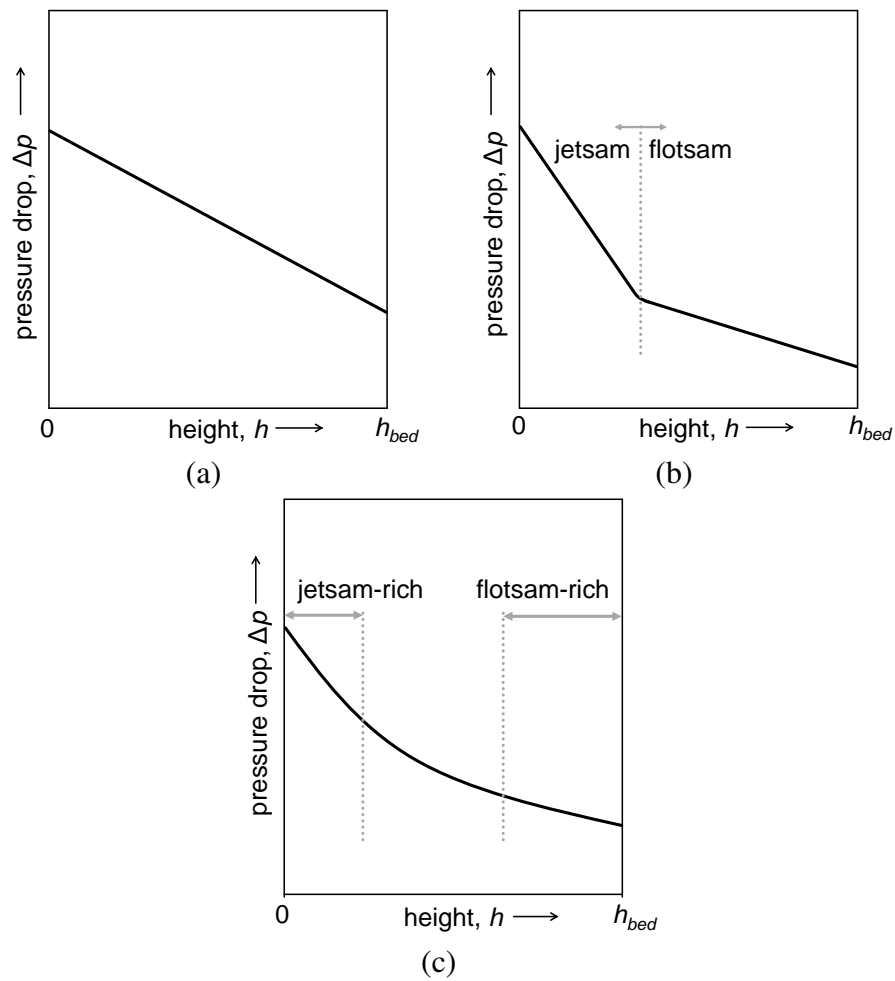 pressure drop, Δp
0
height, h
h_bed
(a)
pressure drop, Δp
jetsam
flotsam
0
height, h
h_bed
(b)
pressure drop, Δp
jetsam-rich
flotsam-rich
0
height, h
h_bed
(c)